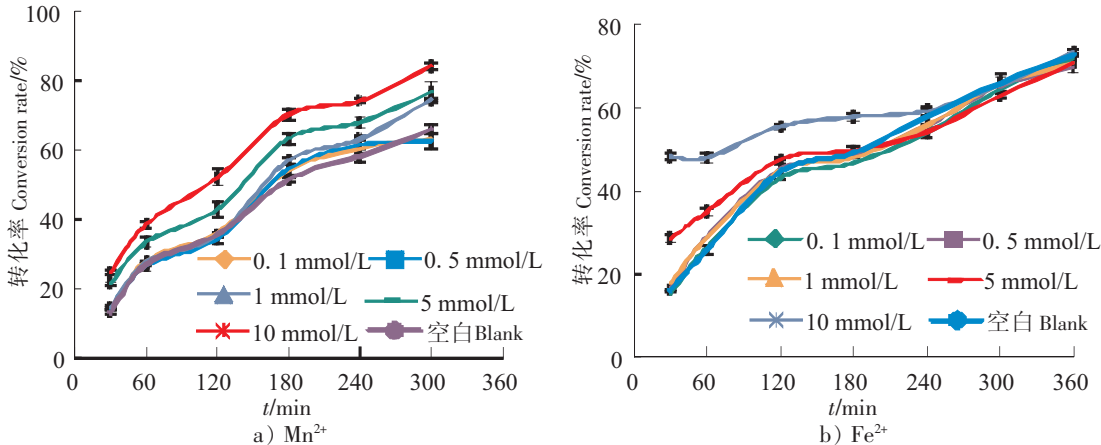 转化率 Conversion rate/%
100
80
60
40
20
0
0 60 120 180 240 300 360
t/min
0. 1 mmol/L 0. 5 mmol/L
1 mmol/L 5 mmol/L
10 mmol/L 空白Blank
a）Mn²⁺
转化率 Conversion rate/%
80
60
40
20
0
0 60 120 180 240 300 360
t/min
0. 1 mmol/L 0. 5 mmol/L
1 mmol/L 5 mmol/L
10 mmol/L 空白 Blank
b）Fe²⁺